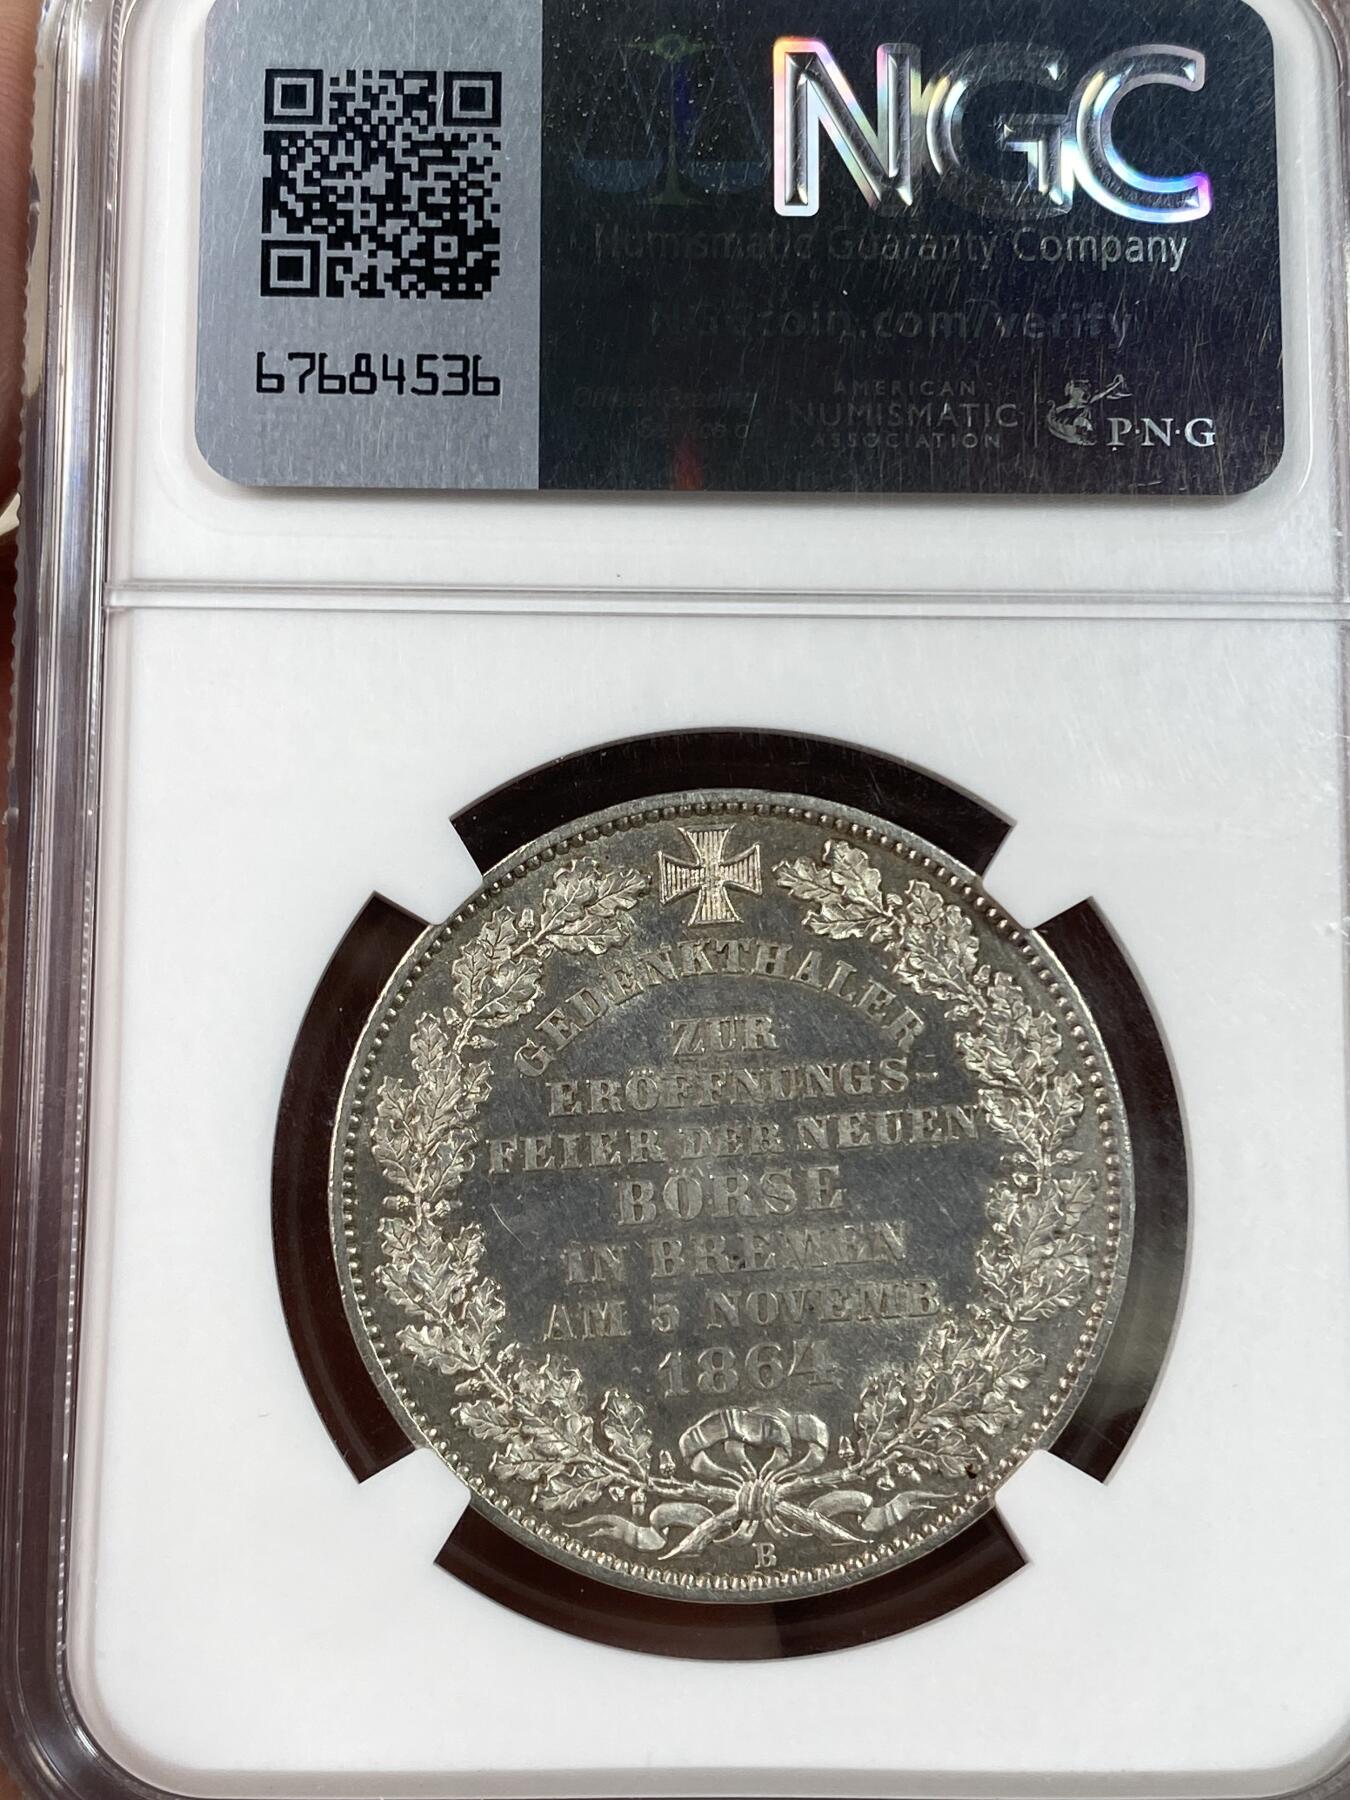 NGC
Numismatic Guaranty Company
NGCcoin.com/verify
67684536
Official Grading
Service of
AMERICAN
NUMISMATIC
ASSOCIATION
P·N·G
GEDENKTHALER
ZUR
ERÖFFNUNGS-
FEIER DER NEUEN
BÖRSE
IN BREMEN
AM 5 NOVEMB.
1864
B